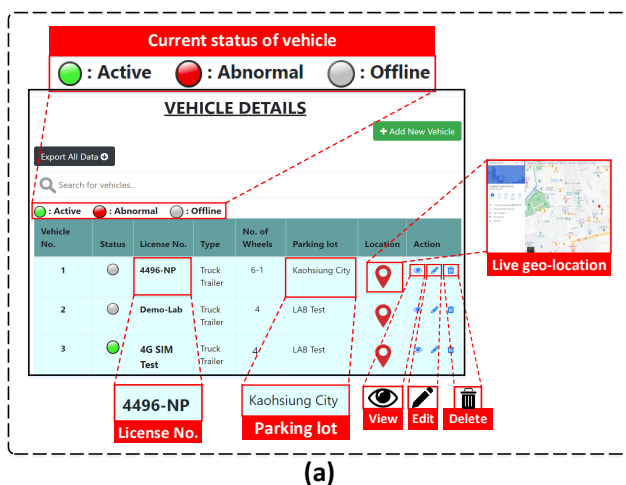 Current status of vehicle
: Active : Abnormal : Offline
VEHICLE DETAILS
+ Add New Vehicle
Export All Data
Search for vehicles..
: Active : Abnormal : Offline
Vehicle No. Status License No. Type No. of Wheels Parking lot Location Action
1 4496-NP Truck Trailer 6-1 Kaohsiung City
2 Demo-Lab Truck Trailer 4 LAB Test
3 4G SIM Test Truck Trailer 4 LAB Test
Live geo-location
4496-NP
License No.
Kaohsiung City
Parking lot
View Edit Delete
(a)